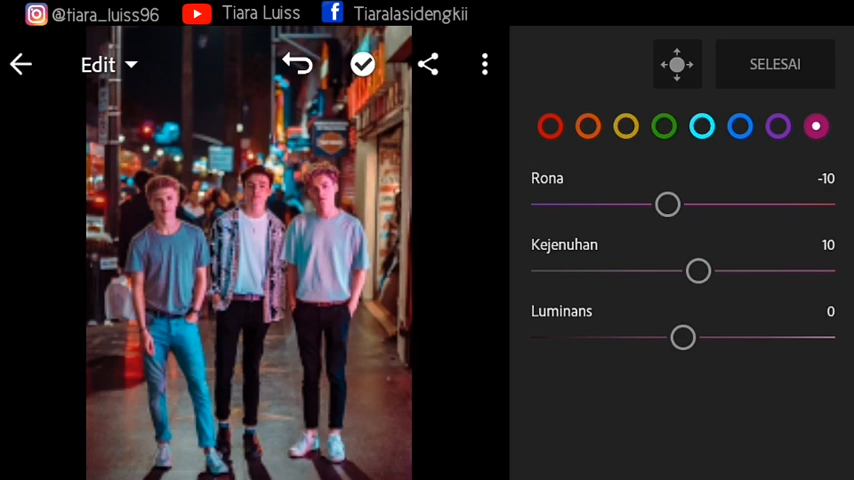 @tiara_luiss96
Tiara Luiss
Tiaralasidengkii
Edit
SELESAI
Rona
-10
Kejenuhan
10
Luminans
0